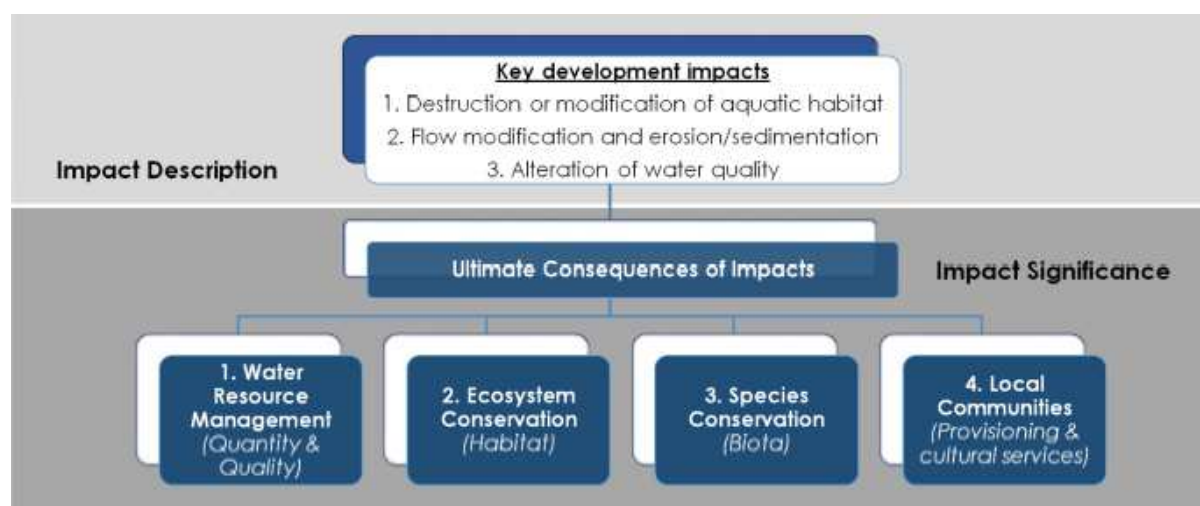 Key development impacts
1. Destruction or modification of aquatic habitat
2. Flow modification and erosion/sedimentation
3. Alteration of water quality
Impact Description
Ultimate Consequences of Impacts
Impact Significance
1. Water
Resource
Management
(Quantity &
Quality)
2. Ecosystem
Conservation
(Habitat)
3. Species
Conservation
(Biota)
4. Local
Communities
(Provisioning &
cultural services)